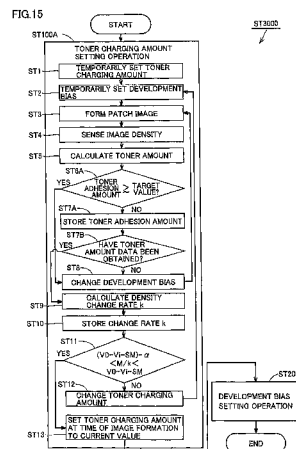 FIG.15
START
ST3000
ST100A
TONER CHARGING AMOUNT
SETTING OPERATION
ST1
TEMPORARILY SET TONER
CHARGING AMOUNT
ST2
TEMPORARILY SET DEVELOPMENT
BIAS
ST3
FORM PATCH IMAGE
ST4
SENSE IMAGE DENSITY
ST5
CALCULATE TONER AMOUNT
ST6A
YES
TONER
ADHESION ≧ TARGET
AMOUNT VALUE?
NO
ST7A
STORE TONER ADHESION AMOUNT
ST7B
YES
HAVE TONER
AMOUNT DATA BEEN
OBTAINED?
NO
ST8
CHANGE DEVELOPMENT BIAS
ST9
CALCULATE DENSITY
CHANGE RATE k
ST10
STORE CHANGE RATE k
ST11
YES
(V0-Vi-SM)-α
<M/k<
V0-Vi-SM
NO
ST12
CHANGE TONER CHARGING
AMOUNT
ST13
SET TONER CHARGING AMOUNT
AT TIME OF IMAGE FORMATION
TO CURRENT VALUE
ST20
DEVELOPMENT BIAS
SETTING OPERATION
END